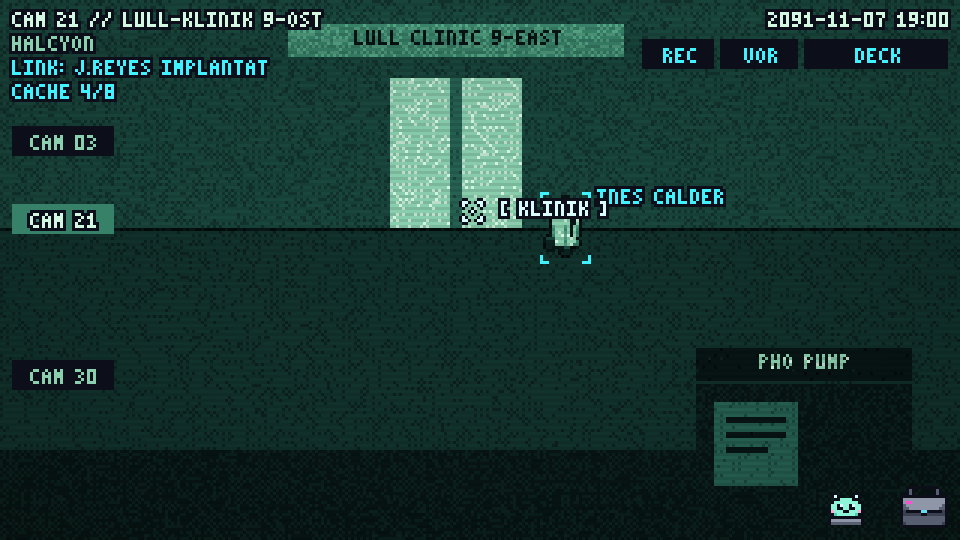 CAM 21 // LULL-KLINIK 9-OST
HALCYON
LINK: J.REYES IMPLANTAT
CACHE 4/8
LULL CLINIC 9-EAST
2091-11-07 19:00
REC
VOR
DECK
CAM 03
CAM 21
CAM 30
[ KLINIK ]
CALDER
PHO PUMP